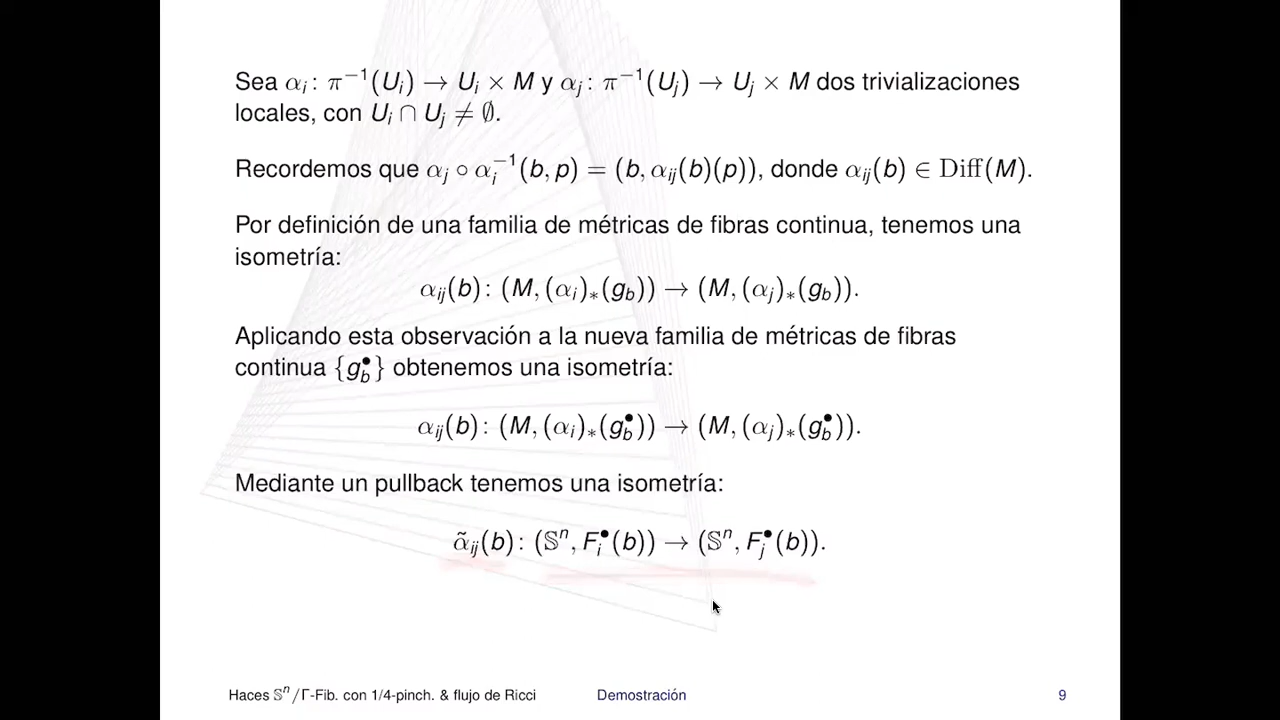 Sea αᵢ : π⁻¹(Uᵢ) → Uᵢ × M y αⱼ : π⁻¹(Uⱼ) → Uⱼ × M dos trivializaciones
locales, con Uᵢ ∩ Uⱼ ≠ ∅.
Recordemos que αⱼ ∘ αᵢ⁻¹(b, p) = (b, αᵢⱼ(b)(p)), donde αᵢⱼ(b) ∈ Diff(M).
Por definición de una familia de métricas de fibras continua, tenemos una
isometría:
αᵢⱼ(b) : (M, (αᵢ)₊(g_b)) → (M, (αⱼ)₊(g_b)).
Aplicando esta observación a la nueva familia de métricas de fibras
continua {g_b^•} obtenemos una isometría:
αᵢⱼ(b) : (M, (αᵢ)_*(g_b^•)) → (M, (αⱼ)_*(g_b^•)).
Mediante un pullback tenemos una isometría:
α̃ᵢⱼ(b) : (𝕊ⁿ, Fᵢ^•(b)) → (𝕊ⁿ, Fⱼ^•(b)).
Haces 𝕊ⁿ/Γ-Fib. con 1/4-pinch. & flujo de Ricci Demostración 9